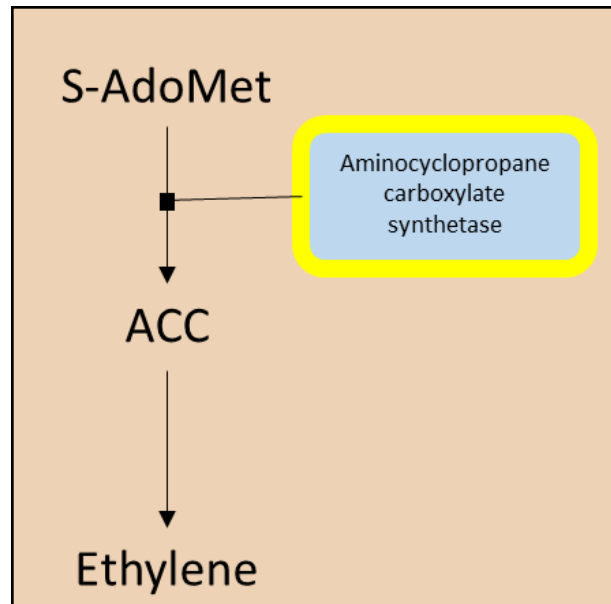 S-AdoMet
Aminocyclopropane
carboxylate
synthetase
ACC
Ethylene